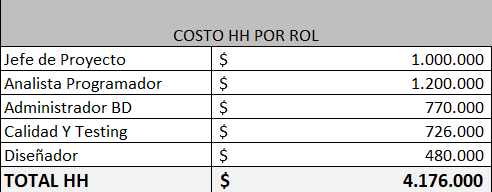 COSTO HH POR ROL
Jefe de Proyecto $ 1.000.000
Analista Programador $ 1.200.000
Administrador BD $ 770.000
Calidad Y Testing $ 726.000
Diseñador $ 480.000
TOTAL HH $ 4.176.000